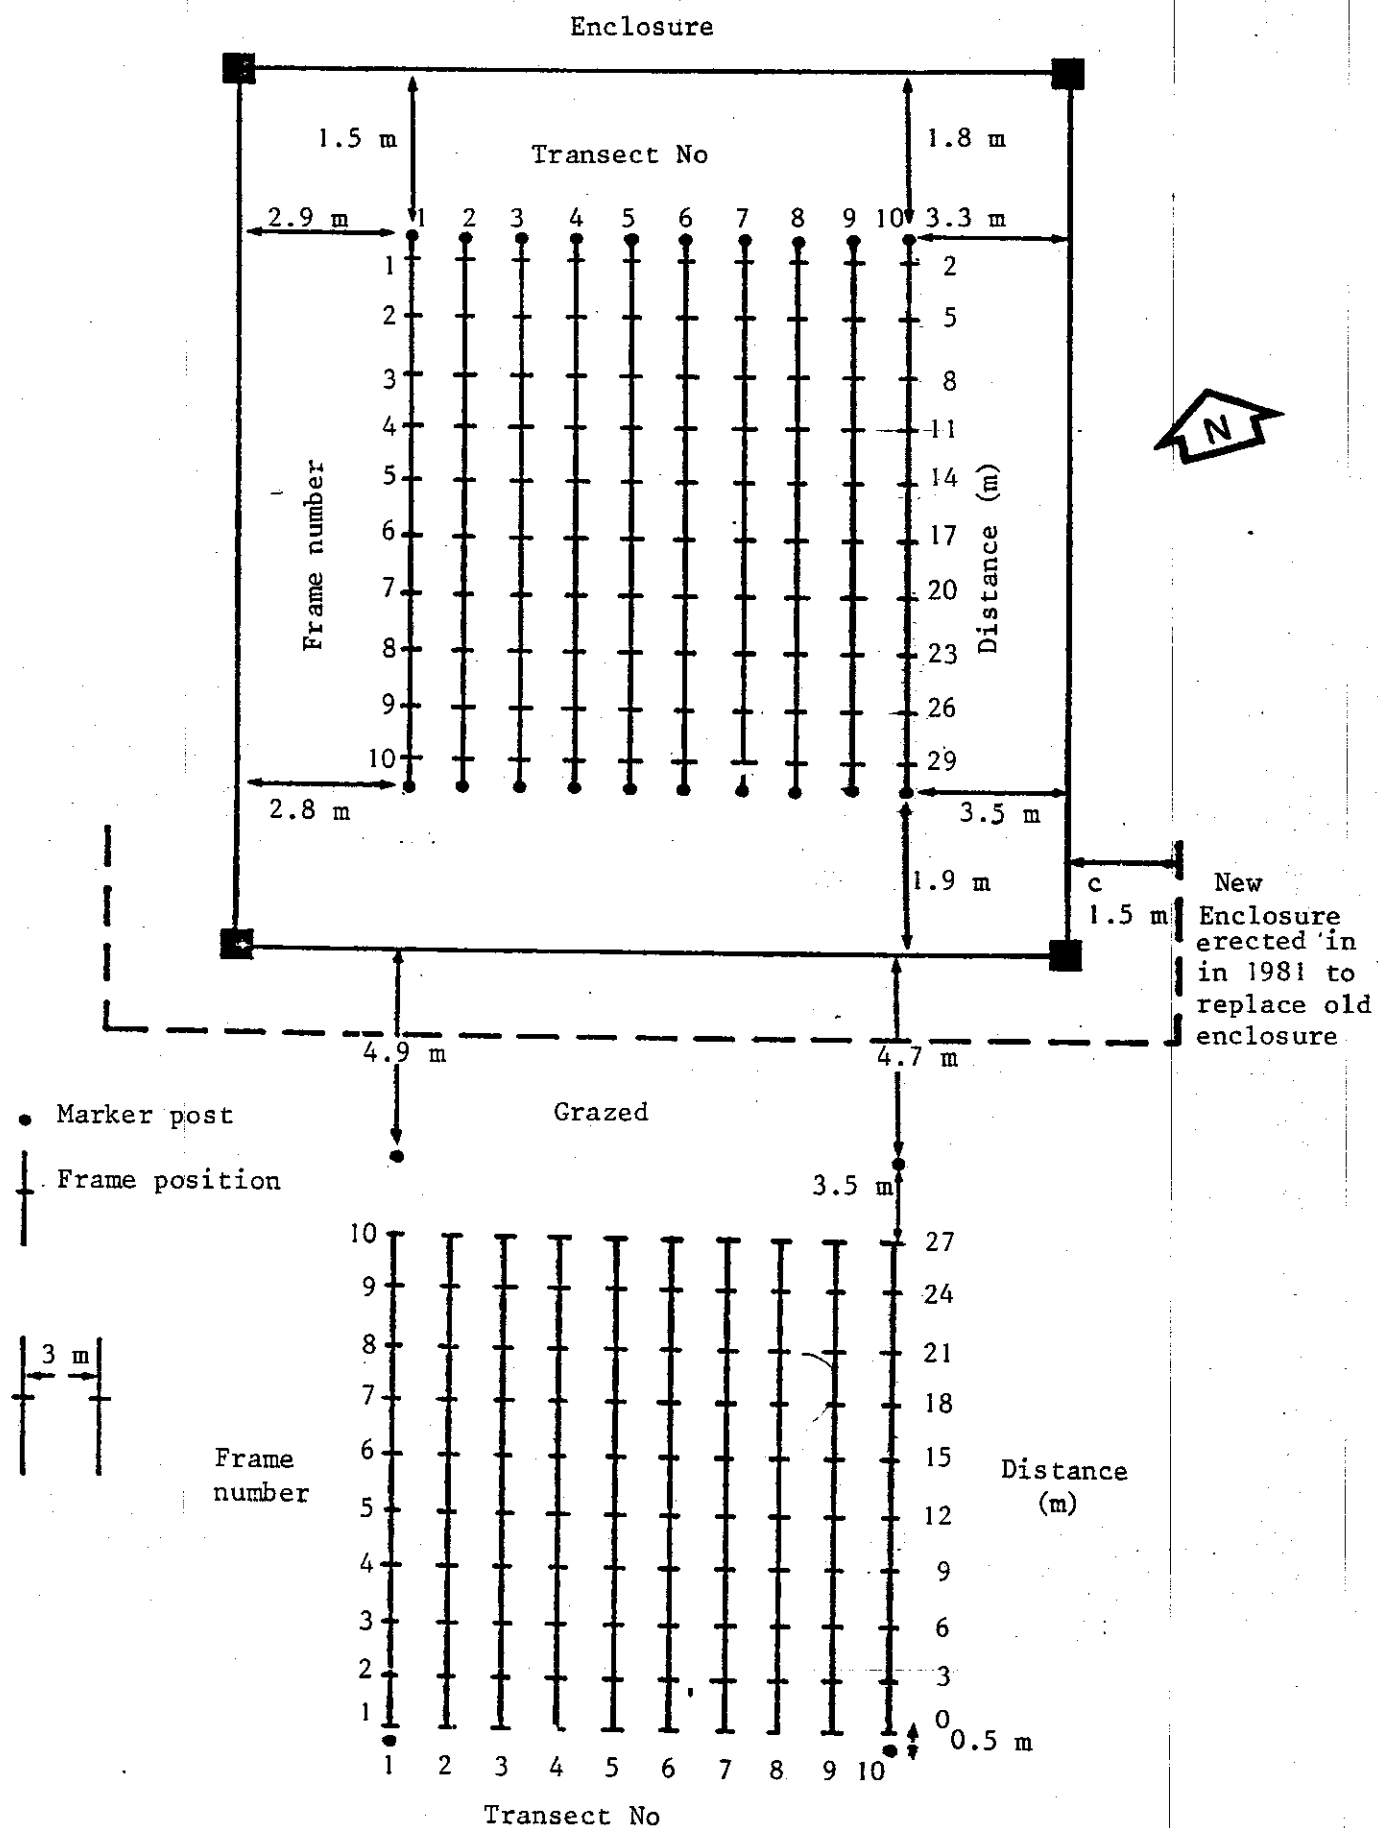 Enclosure
1.5 m
1.8 m
Transect No
2.9 m
1 2 3 4 5 6 7 8 9 10
3.3 m
1 2
2 5
3 8
4 11
5 14
6 17
7 20
8 23
9 26
10 29
Frame number
Distance (m)
N
2.8 m
3.5 m
1.9 m
c
1.5 m
New
Enclosure
erected in
in 1981 to
replace old
enclosure
4.9 m
4.7 m
Marker post
Grazed
Frame position
3.5 m
10 27
9 24
8 21
7 18
6 15
5 12
4 9
3 6
2 3
1 0
3 m
Frame
number
Distance
(m)
0.5 m
1 2 3 4 5 6 7 8 9 10
Transect No